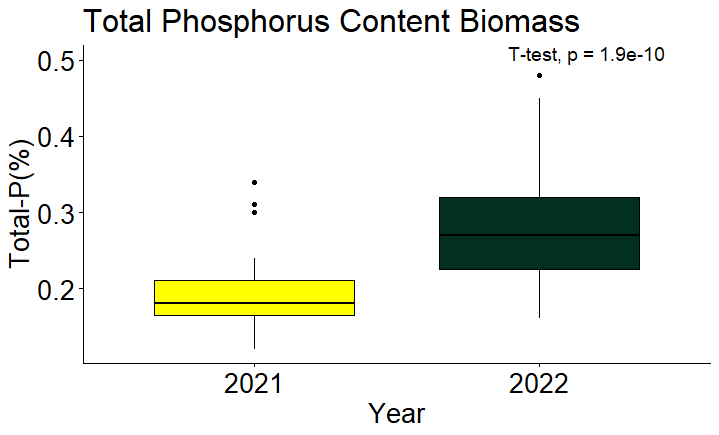 Total Phosphorus Content Biomass
T-test, p = 1.9e-10
Total-P(%)
0.5
0.4
0.3
0.2
2021
2022
Year